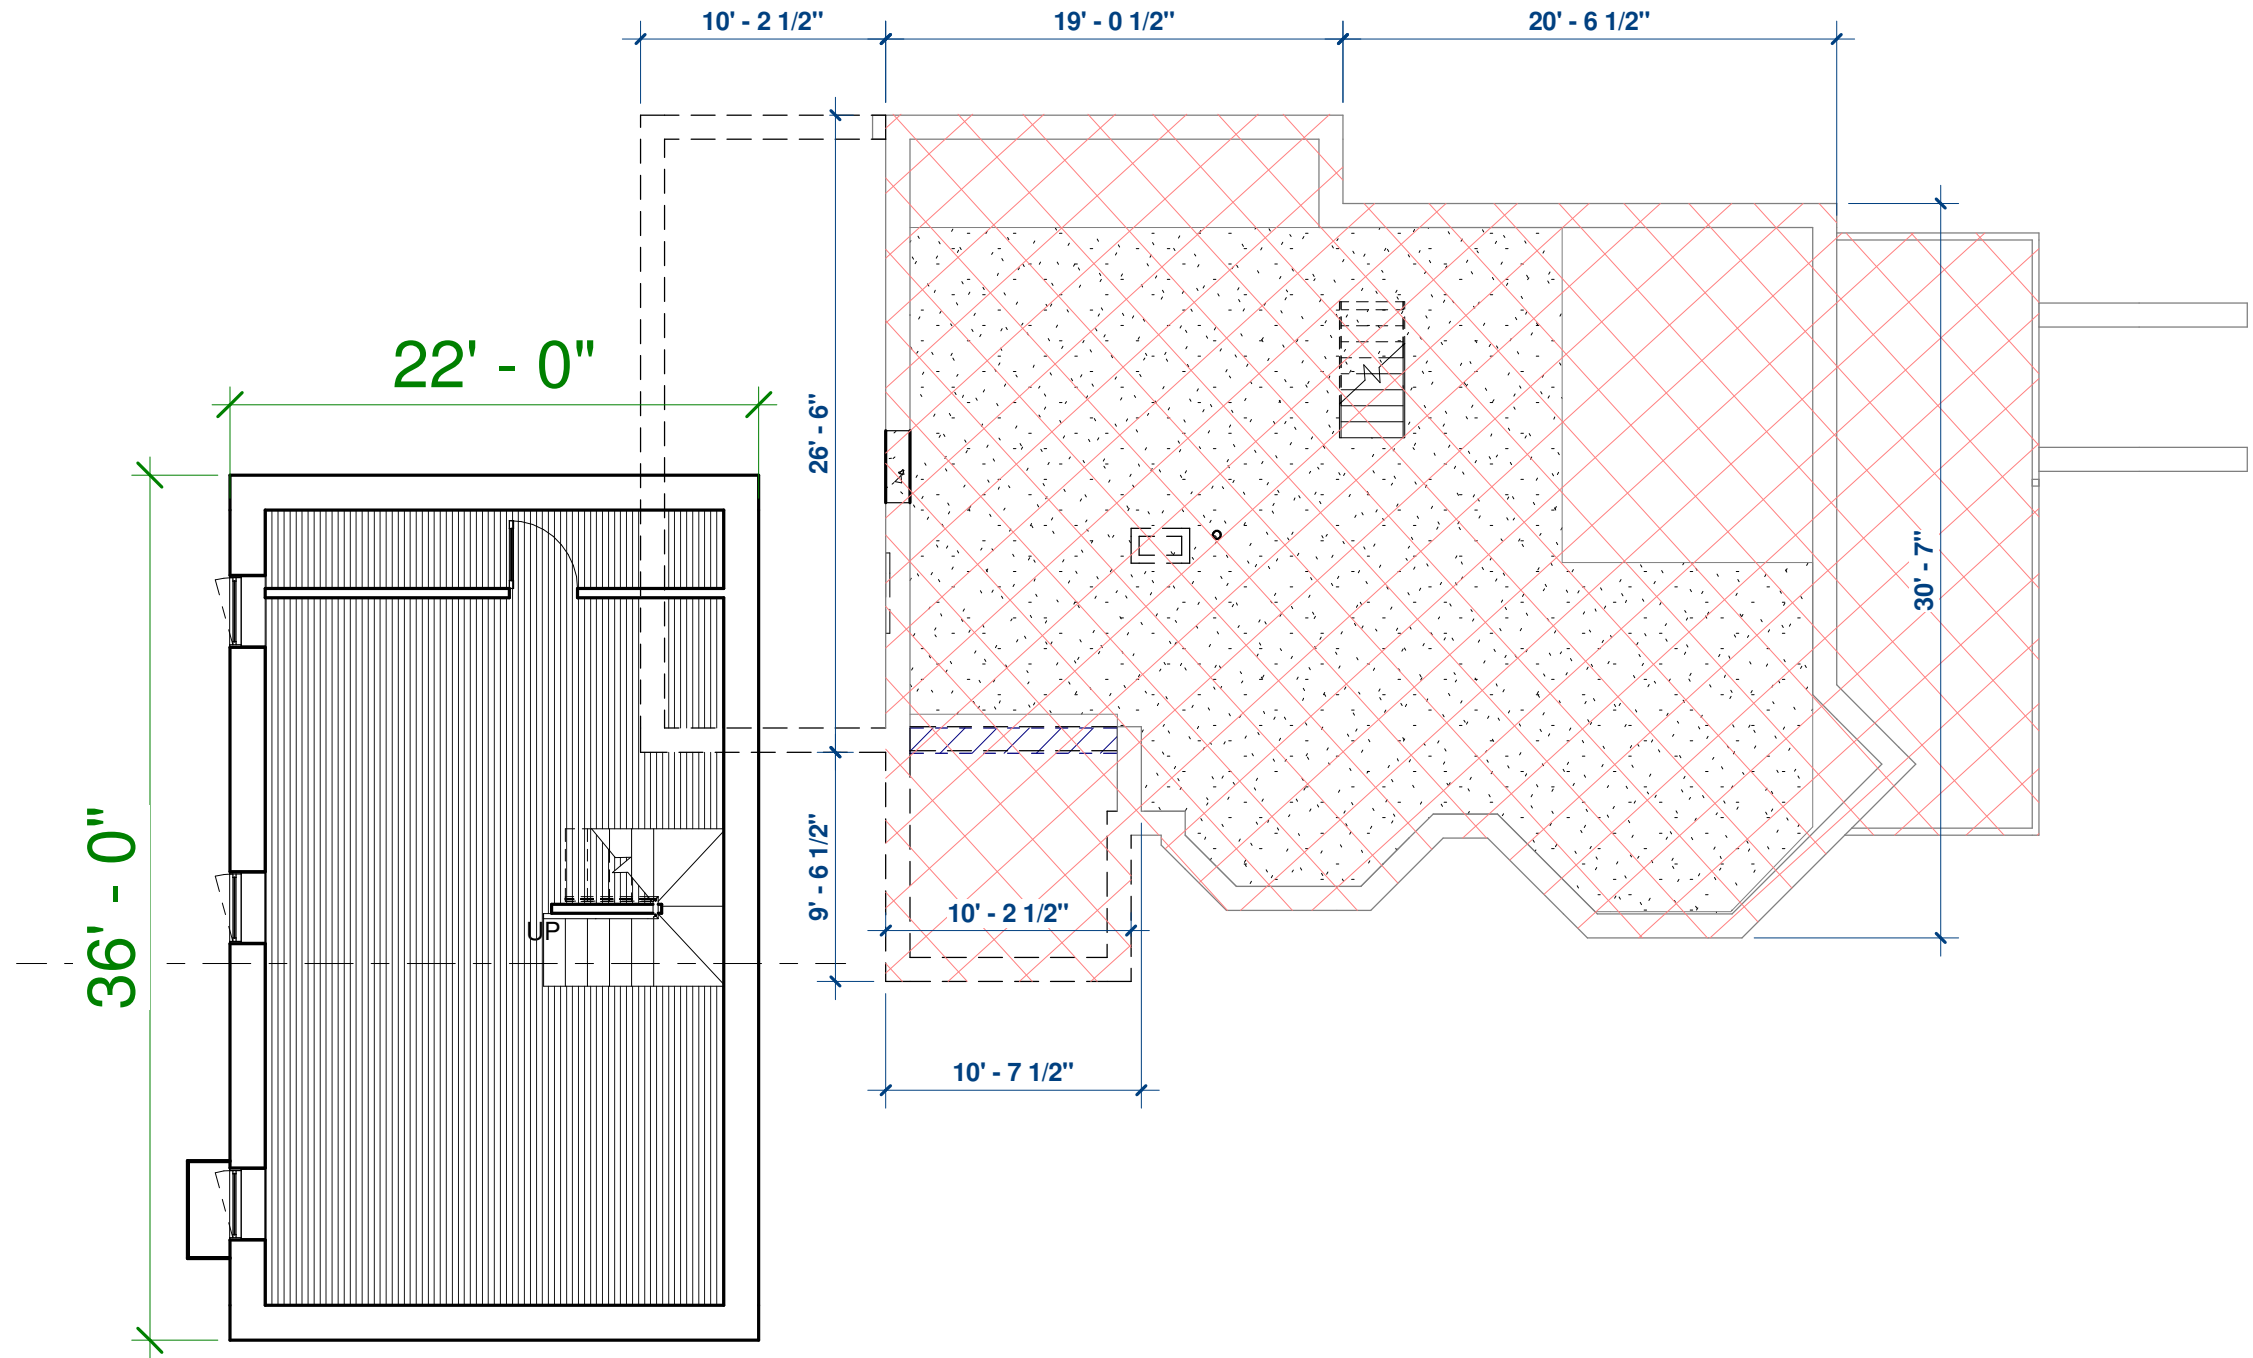 10' - 2 1/2"
19' - 0 1/2"
20' - 6 1/2"
22' - 0"
26' - 6"
30' - 7"
36' - 0"
9' - 6 1/2"
10' - 2 1/2"
UP
10' - 7 1/2"